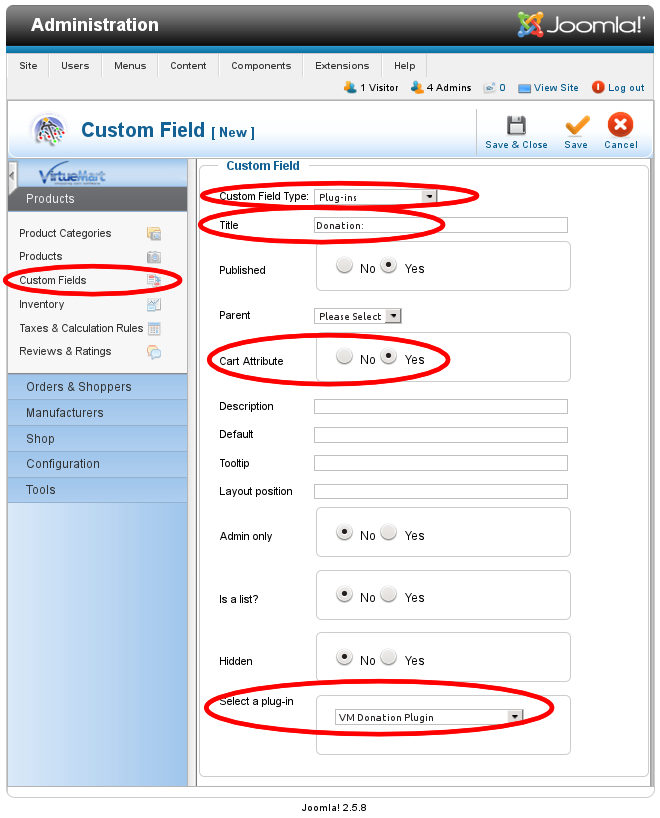 Administration
Joomla!
Site Users Menus Content Components Extensions Help
1 Visitor 4 Admins 0 View Site Log out
Custom Field [ New ]
Save & Close Save Cancel
VirtueMart
Products
Product Categories
Products
Custom Fields
Inventory
Taxes & Calculation Rules
Reviews & Ratings
Orders & Shoppers
Manufacturers
Shop
Configuration
Tools
Custom Field
Custom Field Type: Plug-ins
Title Donation:
Published No Yes
Parent Please Select
Cart Attribute No Yes
Description
Default
Tooltip
Layout position
Admin only No Yes
Is a list? No Yes
Hidden No Yes
Select a plug-in
VM Donation Plugin
Joomla! 2.5.8